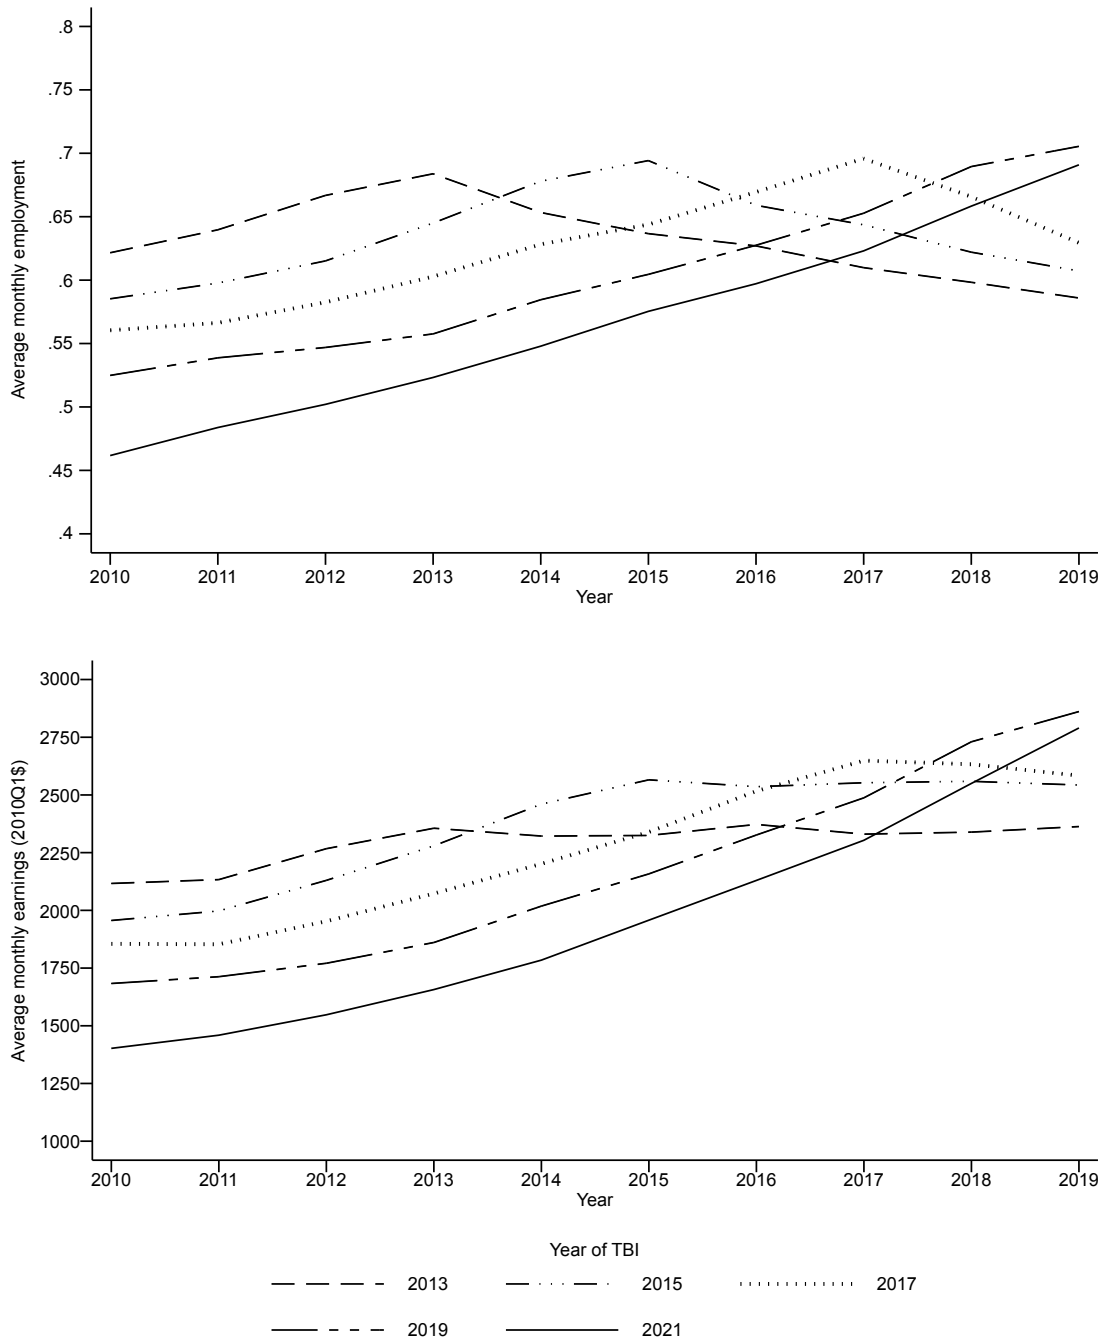 .8
.75
.7
.65
.6
.55
.5
.45
.4
Average monthly employment
2010 2011 2012 2013 2014 2015 2016 2017 2018 2019
Year
3000
2750
2500
2250
2000
1750
1500
1250
1000
Average monthly earnings (2010Q1$)
2010 2011 2012 2013 2014 2015 2016 2017 2018 2019
Year
Year of TBI
2013 2015 2017
2019 2021